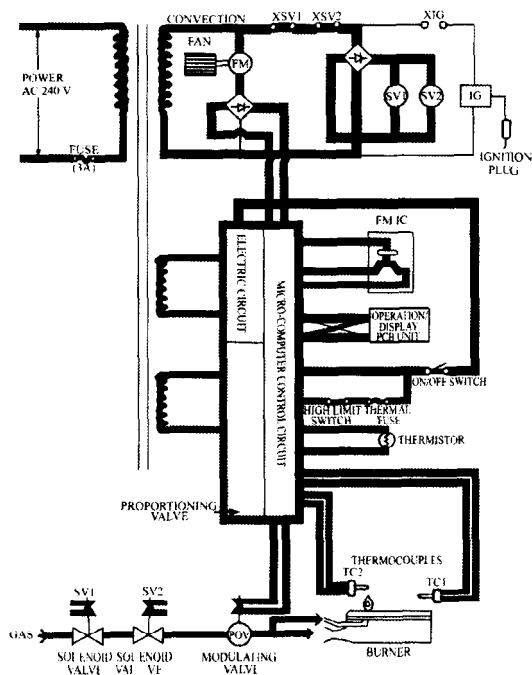 CONVECTION
FAN
FM
XSV1
XSV2
XIG
POWER
AC 240 V
SV1
SV2
IG
IGNITION
PLUG
FUSE
(3A)
FM IC
ELECTRIC CIRCUIT
MICRO-COMPUTER CONTROL CIRCUIT
OPERATION/
DISPLAY
PCB UNIT
ON/OFF SWITCH
HIGH LIMIT
SWITCH
THERMAL
FUSE
THERMISTOR
PROPORTIONING
VALVE
THERMOCOUPLES
TC2
TC1
SV1
SV2
GAS
POV
SOLENOID
VALVE
MODULATING
VALVE
BURNER